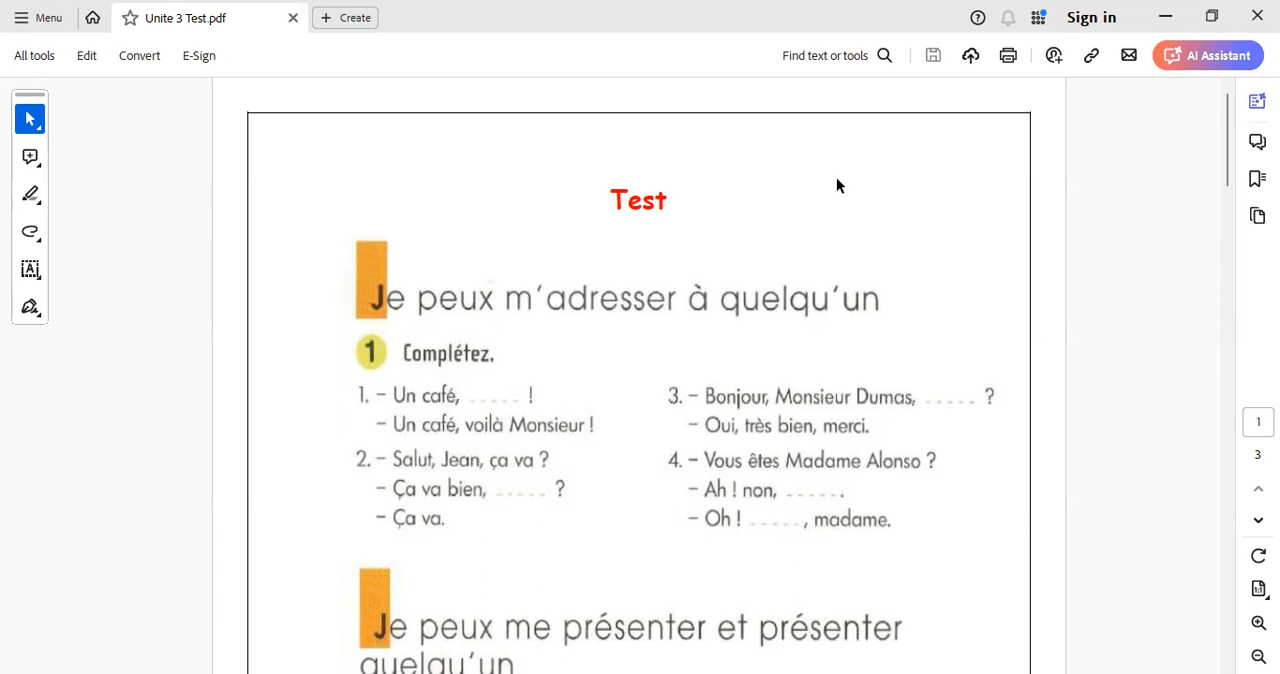 Menu
Unite 3 Test.pdf
Create
Sign in
All tools
Edit
Convert
E-Sign
Find text or tools
AI Assistant
Test
Je peux m'adresser à quelqu'un
1 Complétez.
1. – Un café, ..... !
– Un café, voilà Monsieur !
2. – Salut, Jean, ça va ?
– Ça va bien, ..... ?
– Ça va.
3. – Bonjour, Monsieur Dumas, ..... ?
– Oui, très bien, merci.
4. – Vous êtes Madame Alonso ?
– Ah ! non, ..... .
– Oh ! ..... , madame.
Je peux me présenter et présenter
quelqu'un
1
3